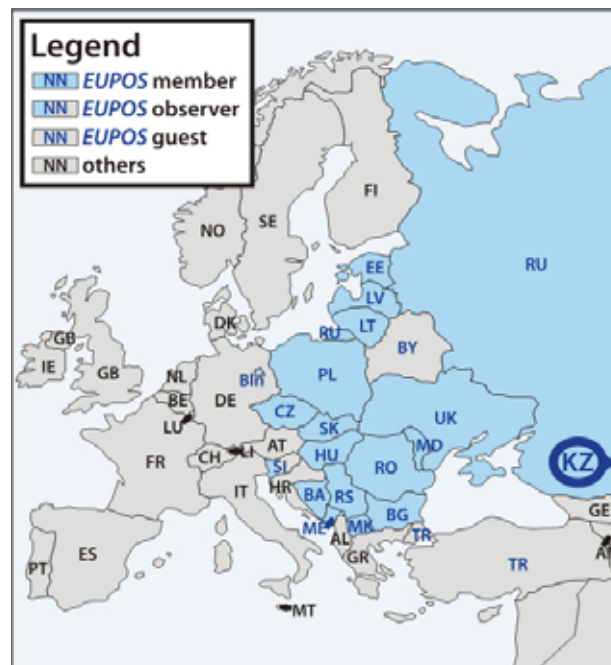 Legend
NN EUPOS member
NN EUPOS observer
NN EUPOS guest
NN others
FI
NO
SE
RU
EE
LV
LT
RU
BY
DK
GB
IE
GB
NL
BE
LU
DE
Bln
PL
CZ
SK
UK
MD
KZ
FR
CH
LI
AT
HU
RO
SI
HR
IT
BA
RS
BG
ME
MK
AL
GR
TR
TR
GE
PT
ES
MT